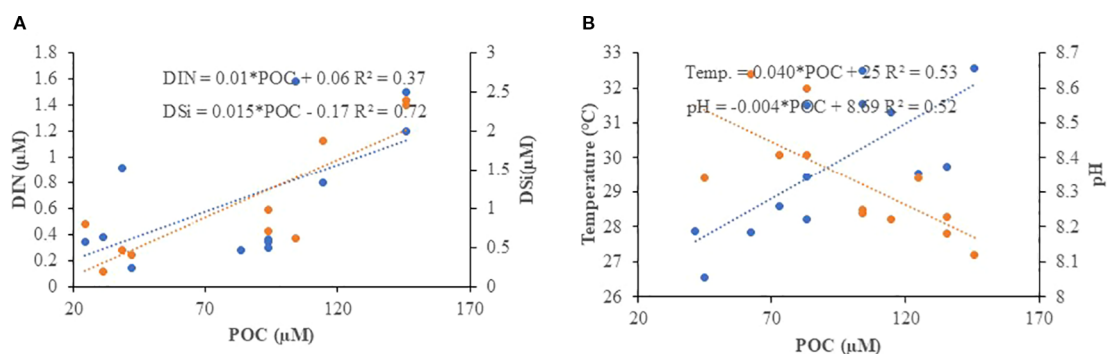 A
1.8
1.6
1.4
1.2
1
0.8
0.6
0.4
0.2
0
DIN (µM)
DIN = 0.01*POC + 0.06 R² = 0.37
DSi = 0.015*POC - 0.17 R² = 0.72
3
2.5
2
1.5
1
0.5
0
DSi(µM)
20 70 120 170
POC (µM)
B
33
32
31
30
29
28
27
26
Temperature (°C)
Temp. = 0.040*POC + 25 R² = 0.53
pH = -0.004*POC + 8.69 R² = 0.52
8.7
8.6
8.5
8.4
8.3
8.2
8.1
8
pH
20 70 120 170
POC (µM)